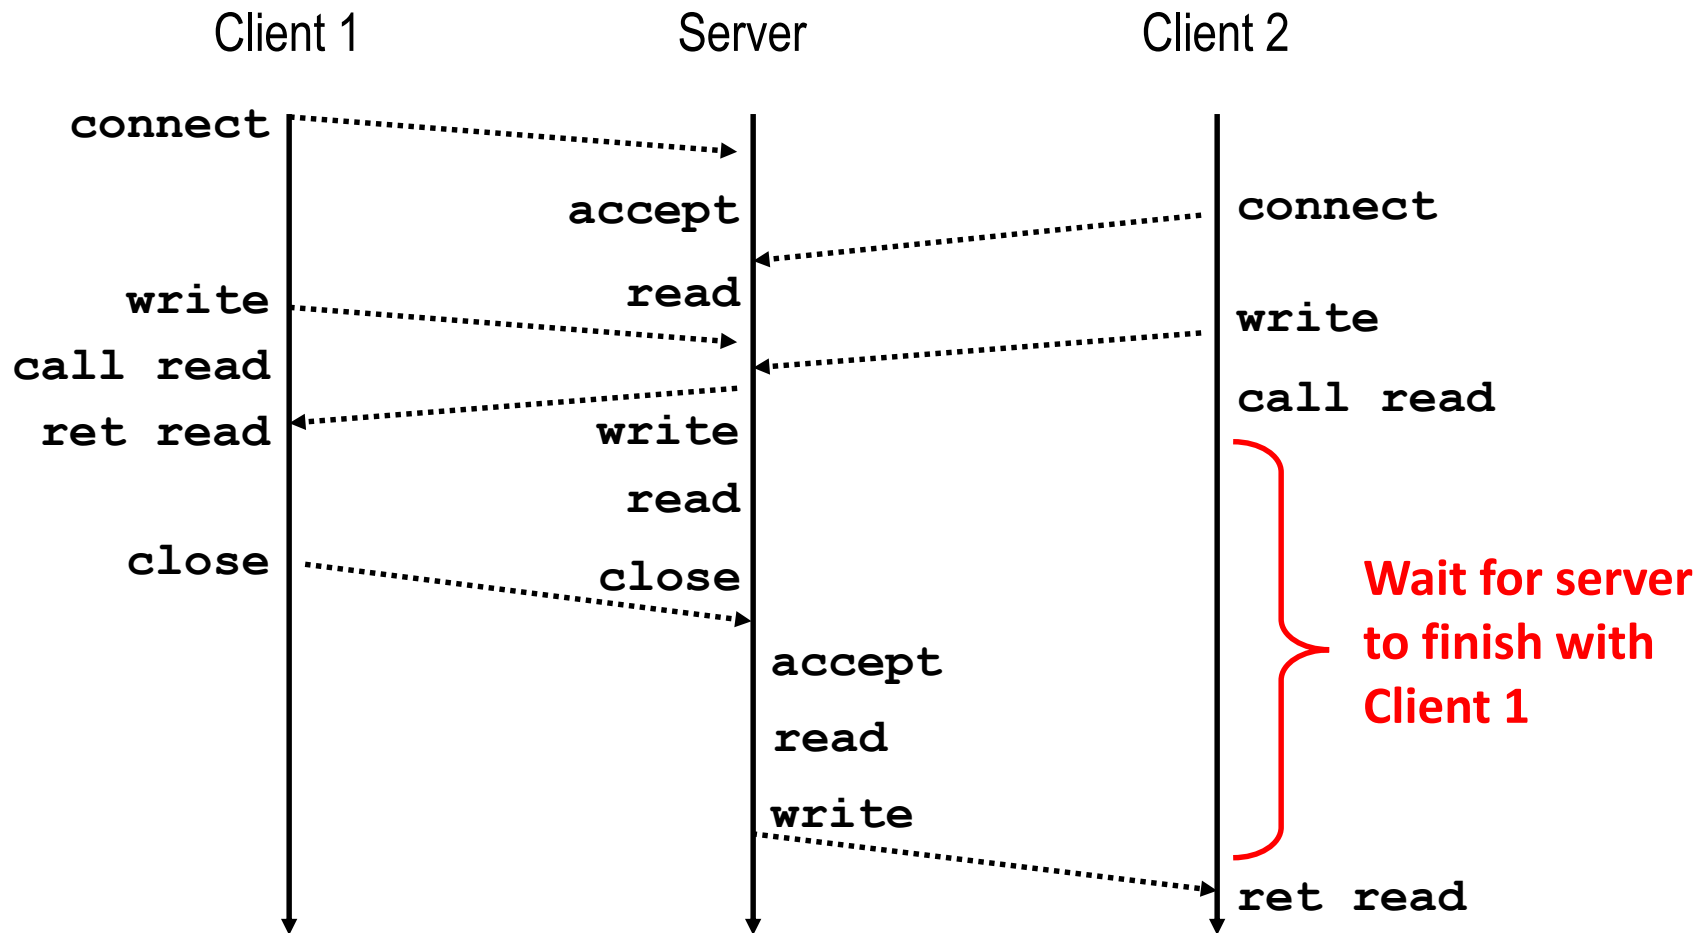 Client 1
Server
Client 2
connect
accept
connect
write
read
write
call read
call read
ret read
write
read
close
close
Wait for server
to finish with
Client 1
accept
read
write
ret read